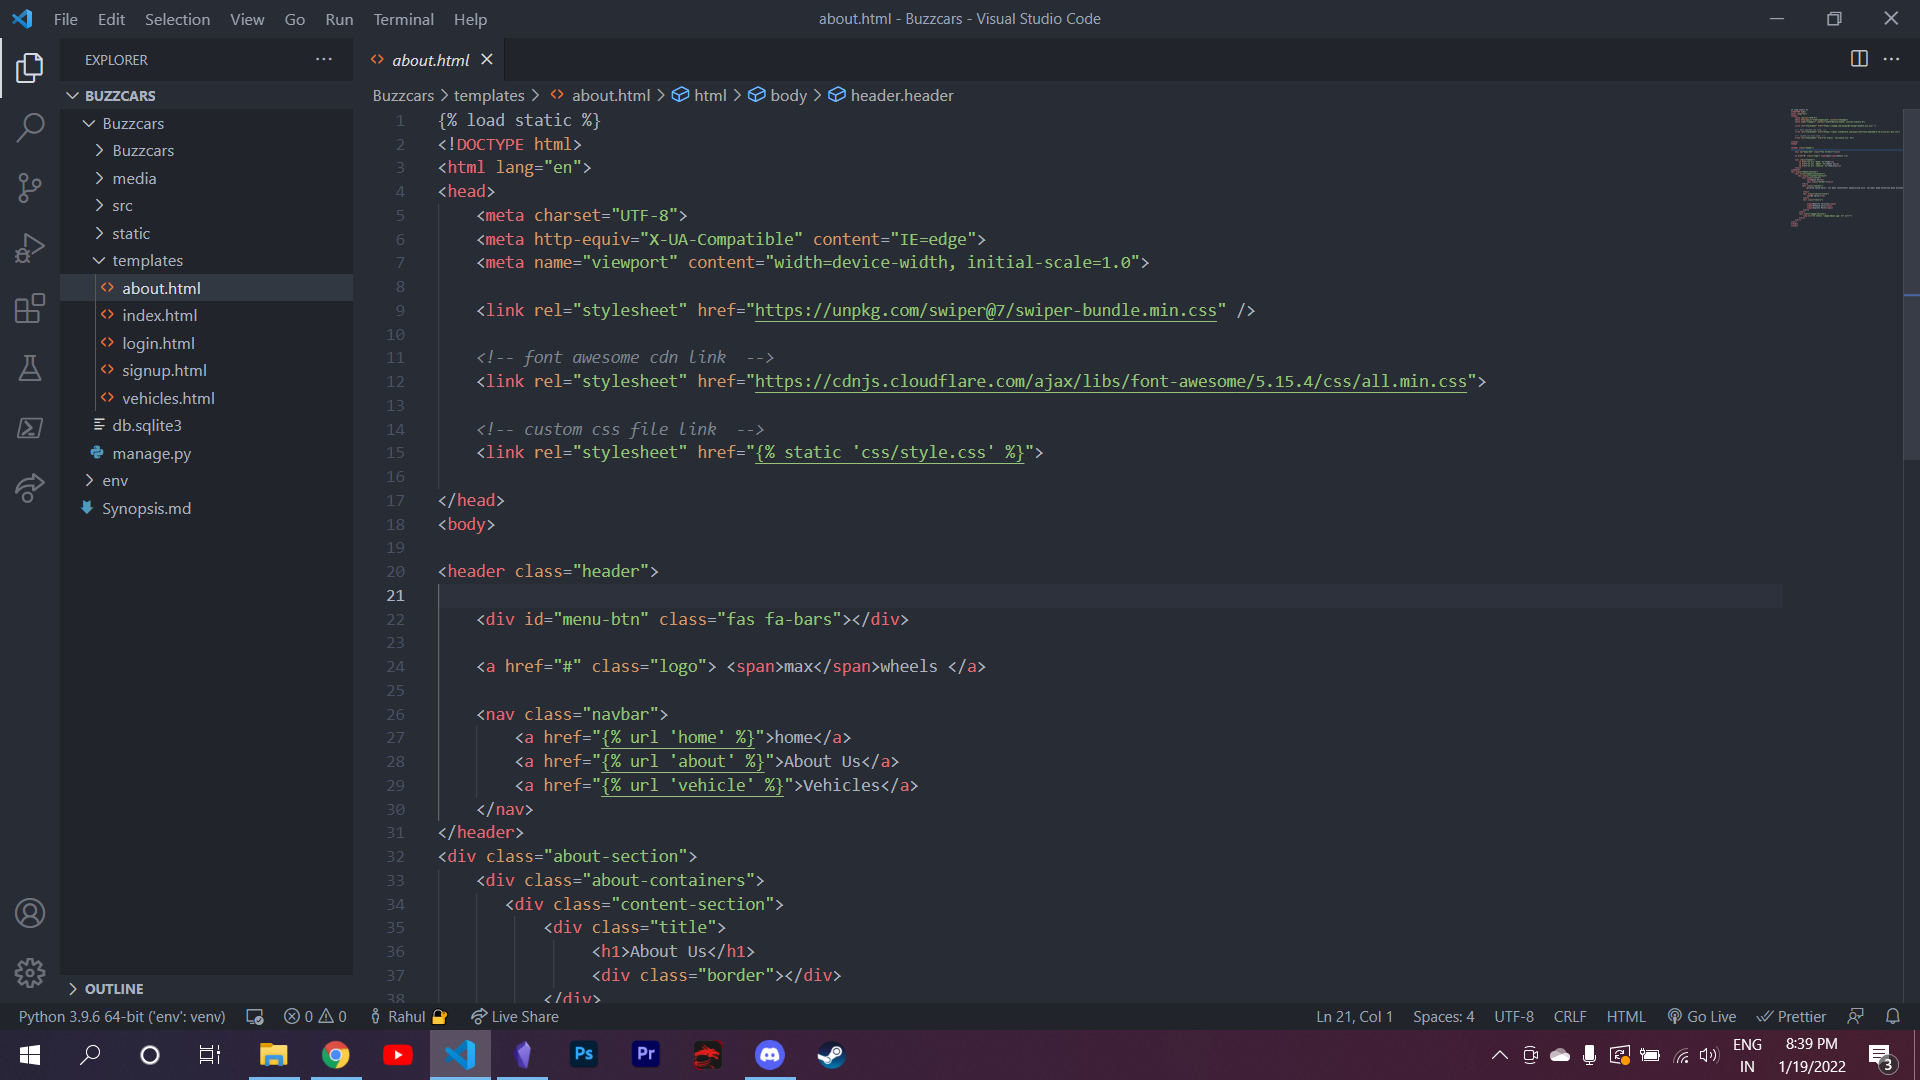 File Edit Selection View Go Run Terminal Help
about.html - Buzzcars - Visual Studio Code
EXPLORER
BUZZCARS
Buzzcars
Buzzcars
media
src
static
templates
about.html
index.html
login.html
signup.html
vehicles.html
db.sqlite3
manage.py
env
Synopsis.md
OUTLINE
about.html
Buzzcars > templates > about.html > html > body > header.header
1 {% load static %}
2 <!DOCTYPE html>
3 <html lang="en">
4 <head>
5 <meta charset="UTF-8">
6 <meta http-equiv="X-UA-Compatible" content="IE=edge">
7 <meta name="viewport" content="width=device-width, initial-scale=1.0">
8
9 <link rel="stylesheet" href="https://unpkg.com/swiper@7/swiper-bundle.min.css" />
10
11 <!-- font awesome cdn link  -->
12 <link rel="stylesheet" href="https://cdnjs.cloudflare.com/ajax/libs/font-awesome/5.15.4/css/all.min.css">
13
14 <!-- custom css file link  -->
15 <link rel="stylesheet" href="{% static 'css/style.css' %}">
16
17 </head>
18 <body>
19
20 <header class="header">
21
22 <div id="menu-btn" class="fas fa-bars"></div>
23
24 <a href="#" class="logo"> <span>max</span>wheels </a>
25
26 <nav class="navbar">
27 <a href="{% url 'home' %}">home</a>
28 <a href="{% url 'about' %}">About Us</a>
29 <a href="{% url 'vehicle' %}">Vehicles</a>
30 </nav>
31 </header>
32 <div class="about-section">
33 <div class="about-containers">
34 <div class="content-section">
35 <div class="title">
36 <h1>About Us</h1>
37 <div class="border"></div>
38 </div>
Python 3.9.6 64-bit ('env': venv) 0 0 Rahul Live Share Ln 21, Col 1 Spaces: 4 UTF-8 CRLF HTML Go Live Prettier
Ps Pr
ENG
IN
8:39 PM
1/19/2022
3